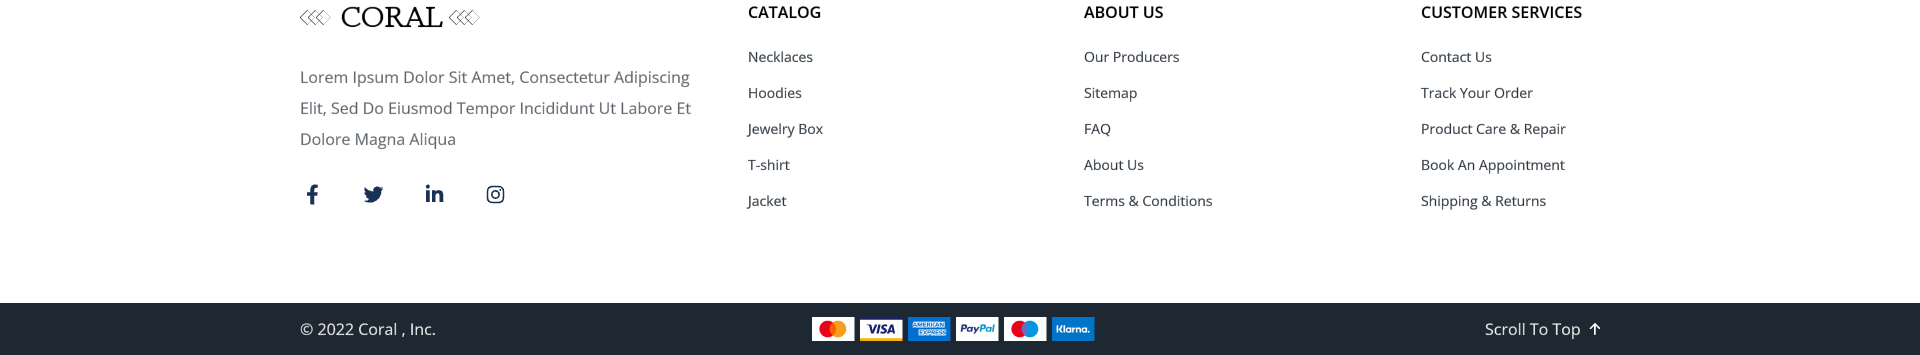 CORAL
Lorem Ipsum Dolor Sit Amet, Consectetur Adipiscing
Elit, Sed Do Eiusmod Tempor Incididunt Ut Labore Et
Dolore Magna Aliqua
CATALOG
Necklaces
Hoodies
Jewelry Box
T-shirt
Jacket
ABOUT US
Our Producers
Sitemap
FAQ
About Us
Terms & Conditions
CUSTOMER SERVICES
Contact Us
Track Your Order
Product Care & Repair
Book An Appointment
Shipping & Returns
© 2022 Coral , Inc.
VISA
AMERICAN
EXPRESS
PayPal
Klarna.
Scroll To Top